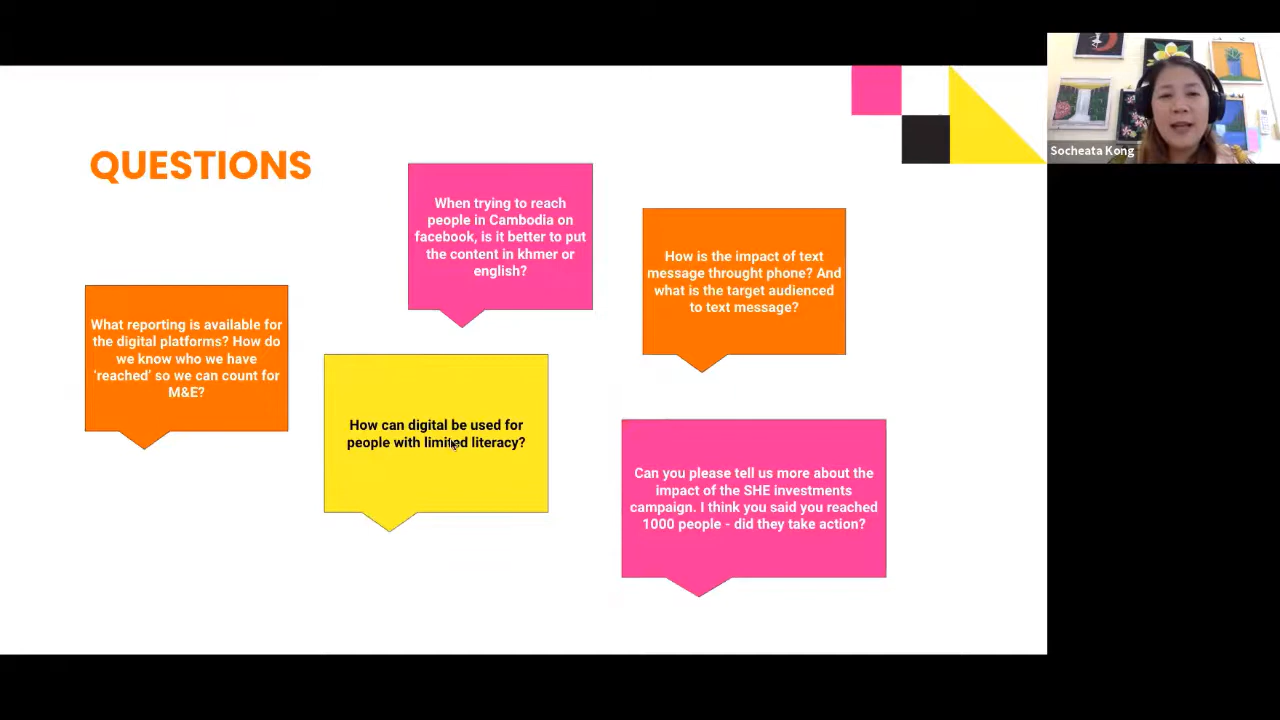 QUESTIONS
When trying to reach
people in Cambodia on
facebook, is it better to put
the content in khmer or
english?
How is the impact of text
message throught phone? And
what is the target audienced
to text message?
What reporting is available for
the digital platforms? How do
we know who we have
‘reached’ so we can count for
M&E?
How can digital be used for
people with limited literacy?
Can you please tell us more about the
impact of the SHE investments
campaign. I think you said you reached
1000 people - did they take action?
Socheata Kong